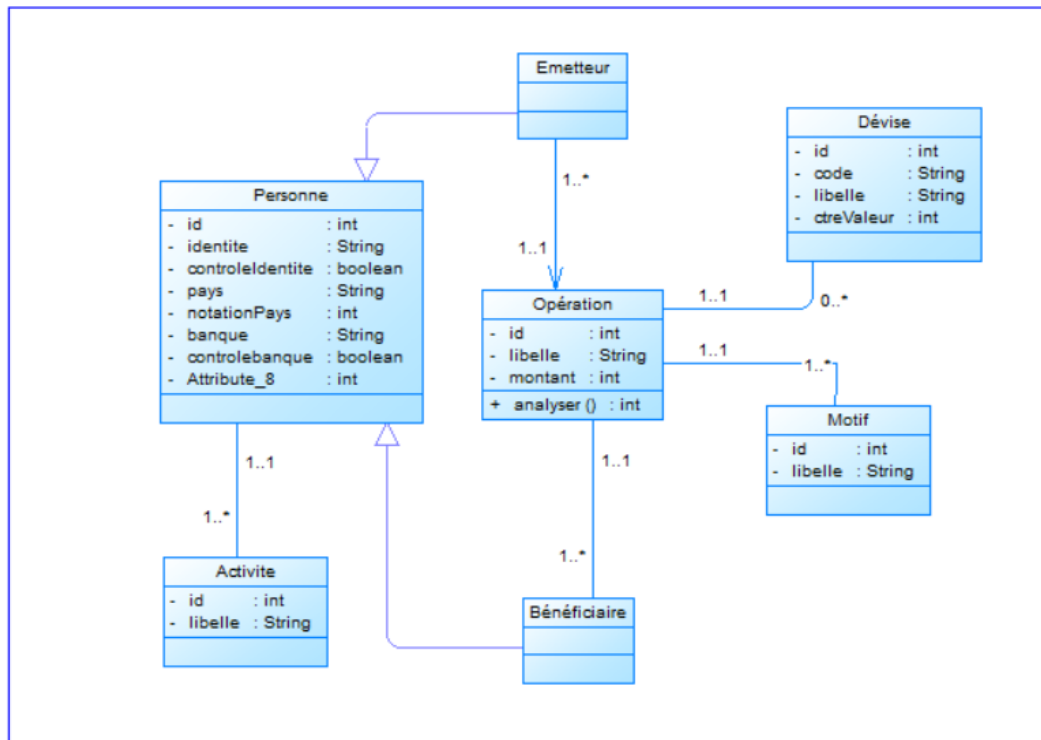 Emetteur
1..*
1..1
Dévise
- id : int
- code : String
- libelle : String
- ctreValeur : int
Personne
- id : int
- identite : String
- controleIdentite : boolean
- pays : String
- notationPays : int
- banque : String
- controlebanque : boolean
- Attribute_8 : int
Opération
- id : int
- libelle : String
- montant : int
+ analyser () : int
1..1
0..*
1..1
1..*
Motif
- id : int
- libelle : String
1..1
1..*
1..1
1..*
Activite
- id : int
- libelle : String
Bénéficiaire